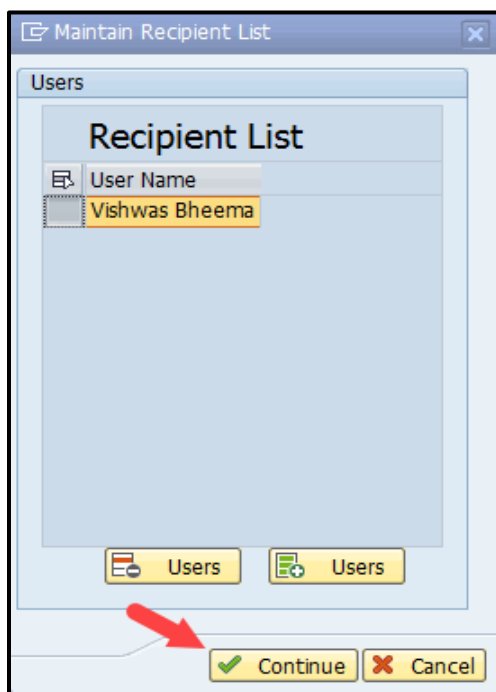 Maintain Recipient List
Users
Recipient List
User Name
Vishwas Bheema
Users Users
Continue Cancel